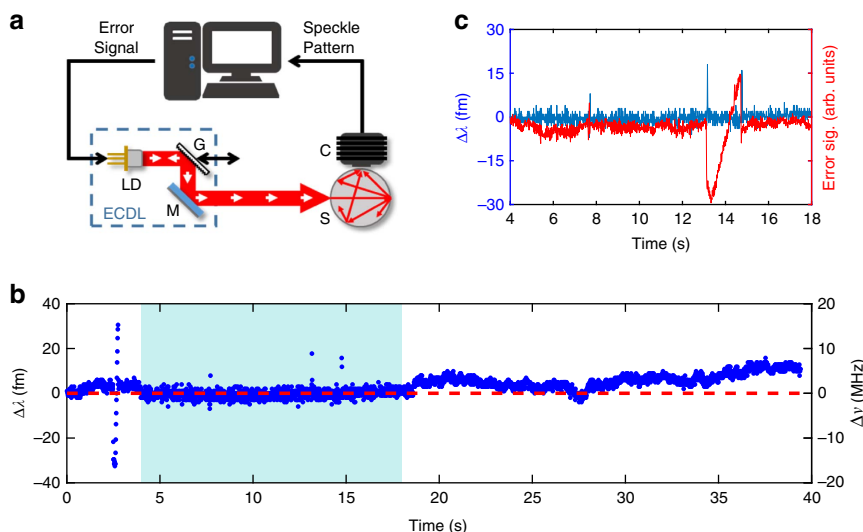 a
Error
Signal
Speckle
Pattern
LD
G
M
ECDL
C
S
c
30
15
0
−15
−30
Δλ (fm)
4
6
8
10
12
14
16
18
Time (s)
Error sig. (arb. units)
b
40
20
0
−20
−40
Δλ (fm)
0
5
10
15
20
25
30
35
40
Time (s)
20
10
0
−10
−20
Δν (MHz)